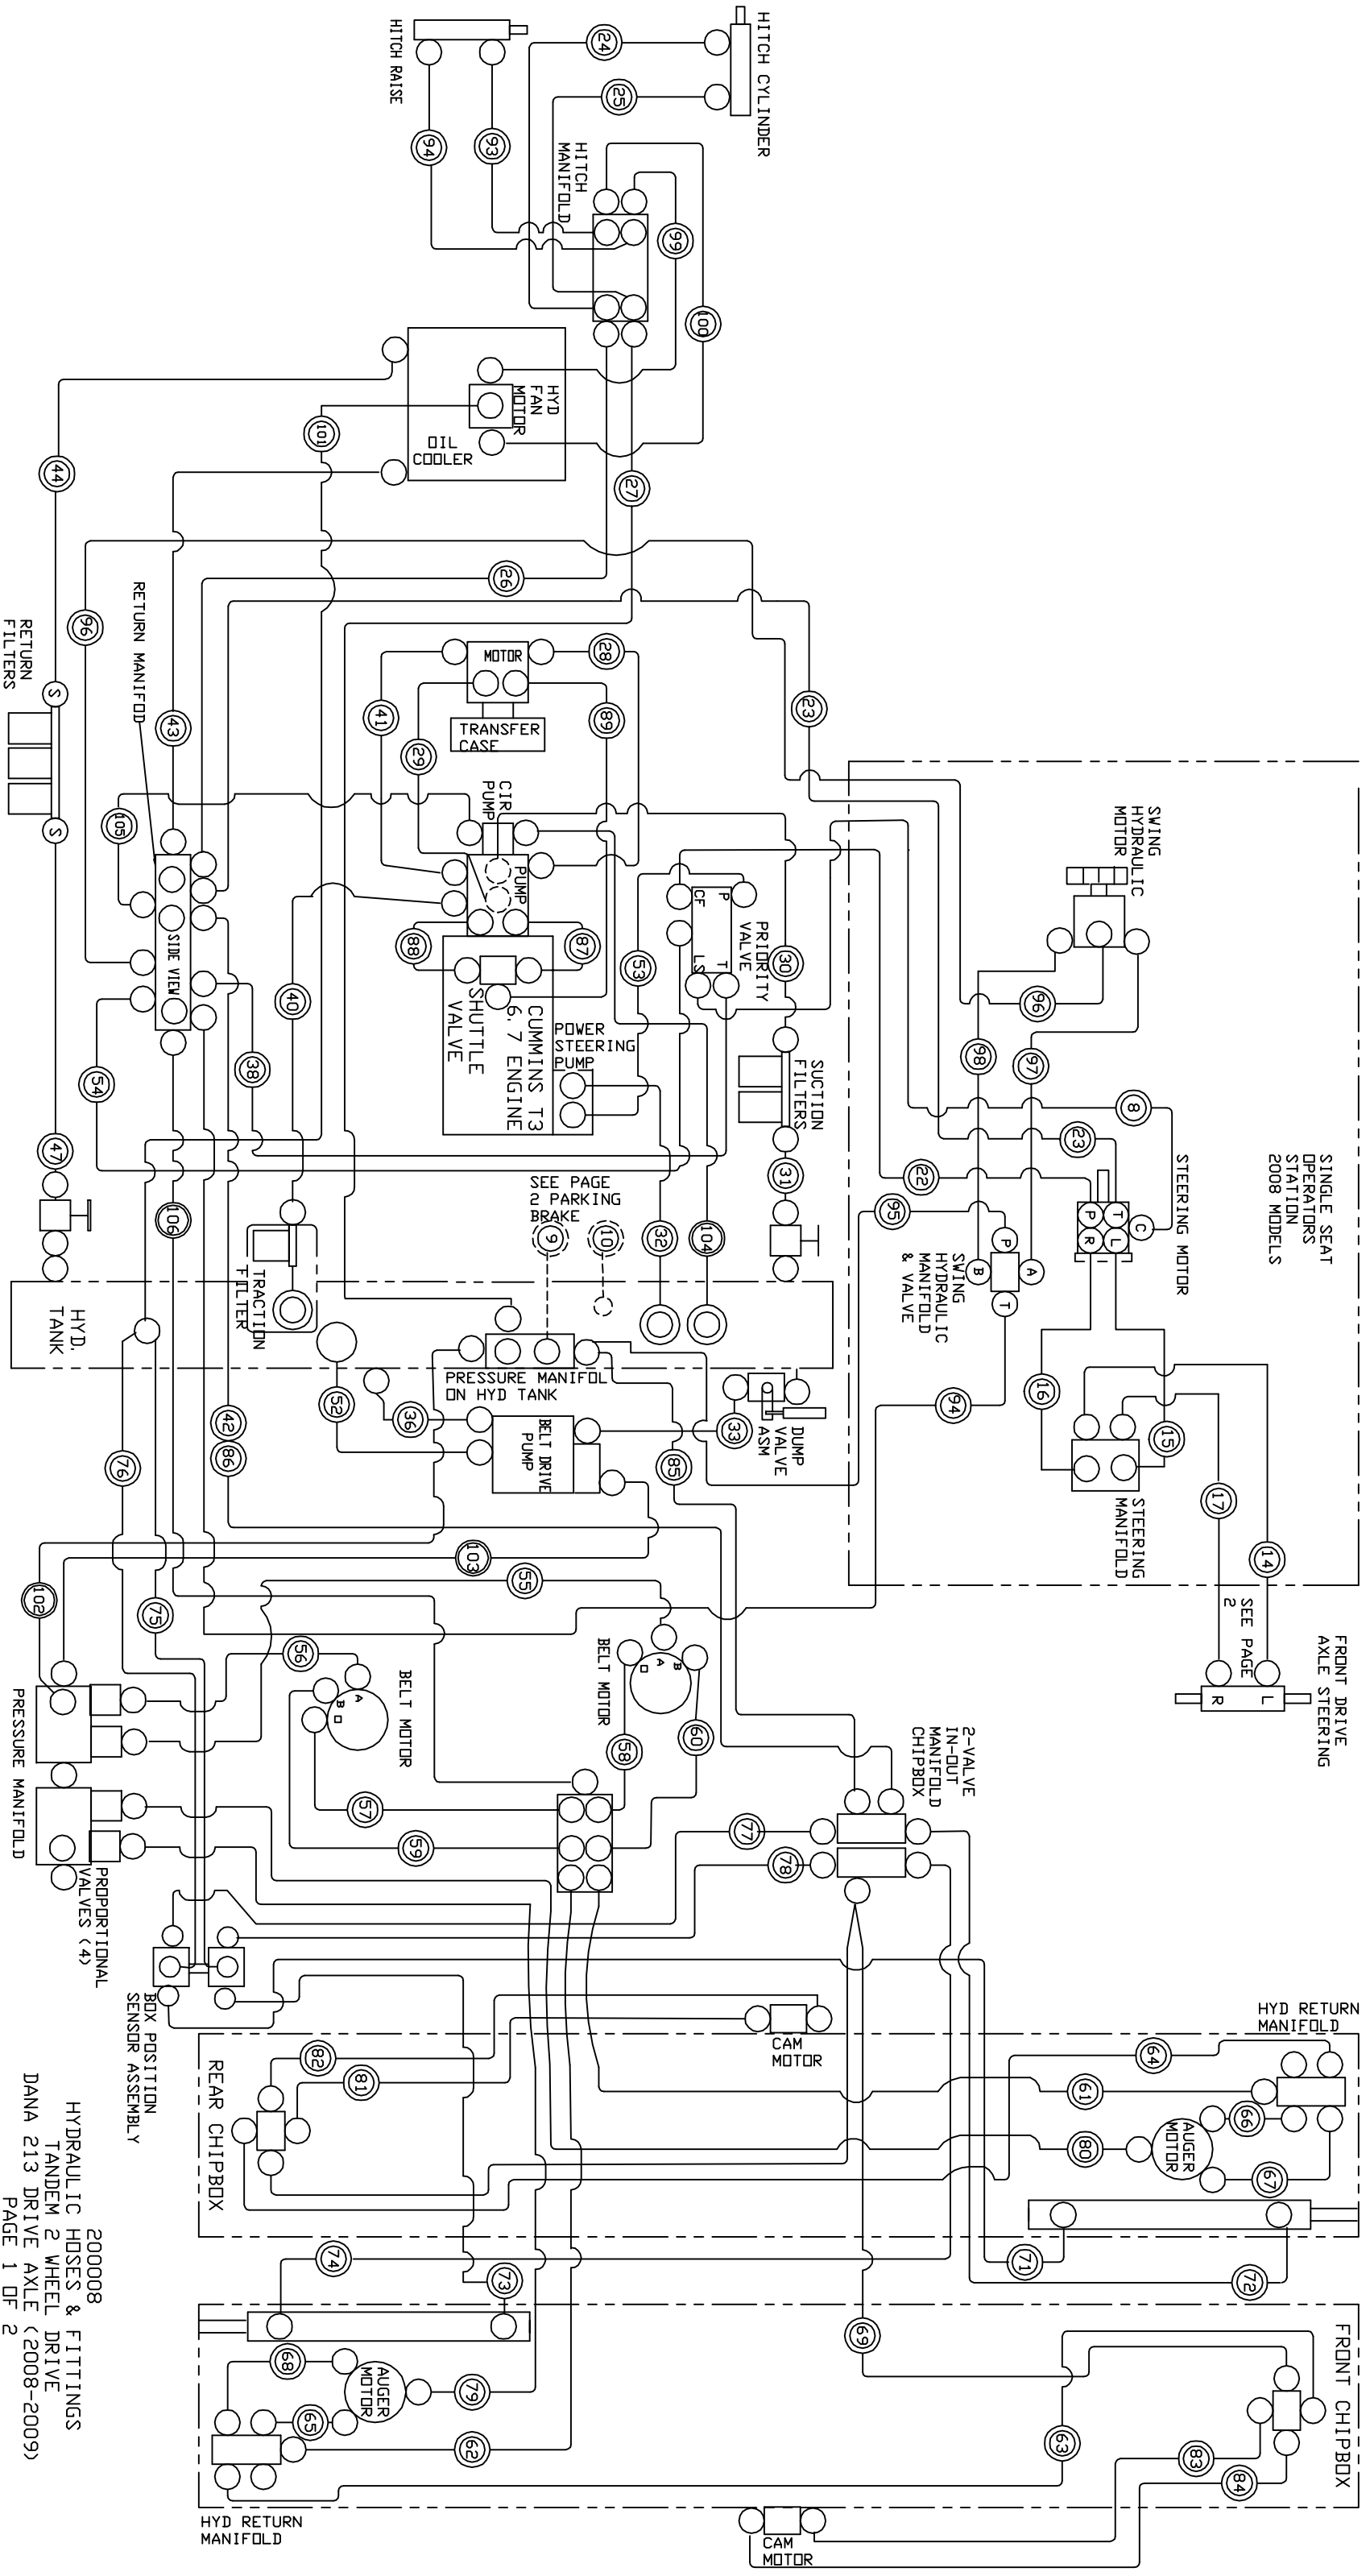 HITCH CYLINDER
HITCH RAISE
24
25
94
93
HITCH
MANIFOLD
99
100
HYD
FAN
MOTOR
OIL
COOLER
101
44
27
26
96
RETURN
FILTERS
S
S
RETURN MANIFOD
43
MOTOR
28
TRANSFER
CASE
41
29
89
23
CIR
PUMP
PUMP
105
SIDE VIEW
88
87
40
SHUTTLE
VALVE
CUMMINS T3
6.7 ENGINE
POWER
STEERING
PUMP
53
P
CF
T
LS
PRIORITY
VALVE
30
SUCTION
FILTERS
31
54
38
47
106
SEE PAGE
2 PARKING
BRAKE
9
10
32
104
HYD.
TANK
TRACTION
FILTER
SWING
HYDRAULIC
MOTOR
96
98
97
8
23
22
95
STEERING MOTOR
P
T
R
L
C
P
B
A
T
SWING
HYDRAULIC
MANIFOLD
& VALVE
SINGLE SEAT
OPERATORS
STATION
2008 MODELS
94
16
15
STEERING
MANIFOLD
17
14
SEE PAGE
2
R
L
FRONT DRIVE
AXLE STEERING
PRESSURE MANIFOL
ON HYD TANK
52
36
BELT DRIVE
PUMP
33
DUMP
VALVE
ASM
85
42
86
76
103
55
102
75
56
A
B
BELT MOTOR
BELT MOTOR
A
B
58
60
57
59
PRESSURE MANIFOLD
PROPORTIONAL
VALVES (4)
2-VALVE
IN-OUT
MANIFOLD
CHIPBOX
77
78
BOX POSITION
SENSOR ASSEMBLY
HYD RETURN
MANIFOLD
CAM
MOTOR
82
81
REAR CHIPBOX
64
61
66
AUGER
MOTOR
80
67
74
73
71
72
69
68
AUGER
MOTOR
79
65
62
63
FRONT CHIPBOX
83
84
HYD RETURN
MANIFOLD
CAM
MOTOR
200008
HYDRAULIC HOSES & FITTINGS
TANDEM 2 WHEEL DRIVE
DANA 213 DRIVE AXLE (2008-2009)
PAGE 1 OF 2